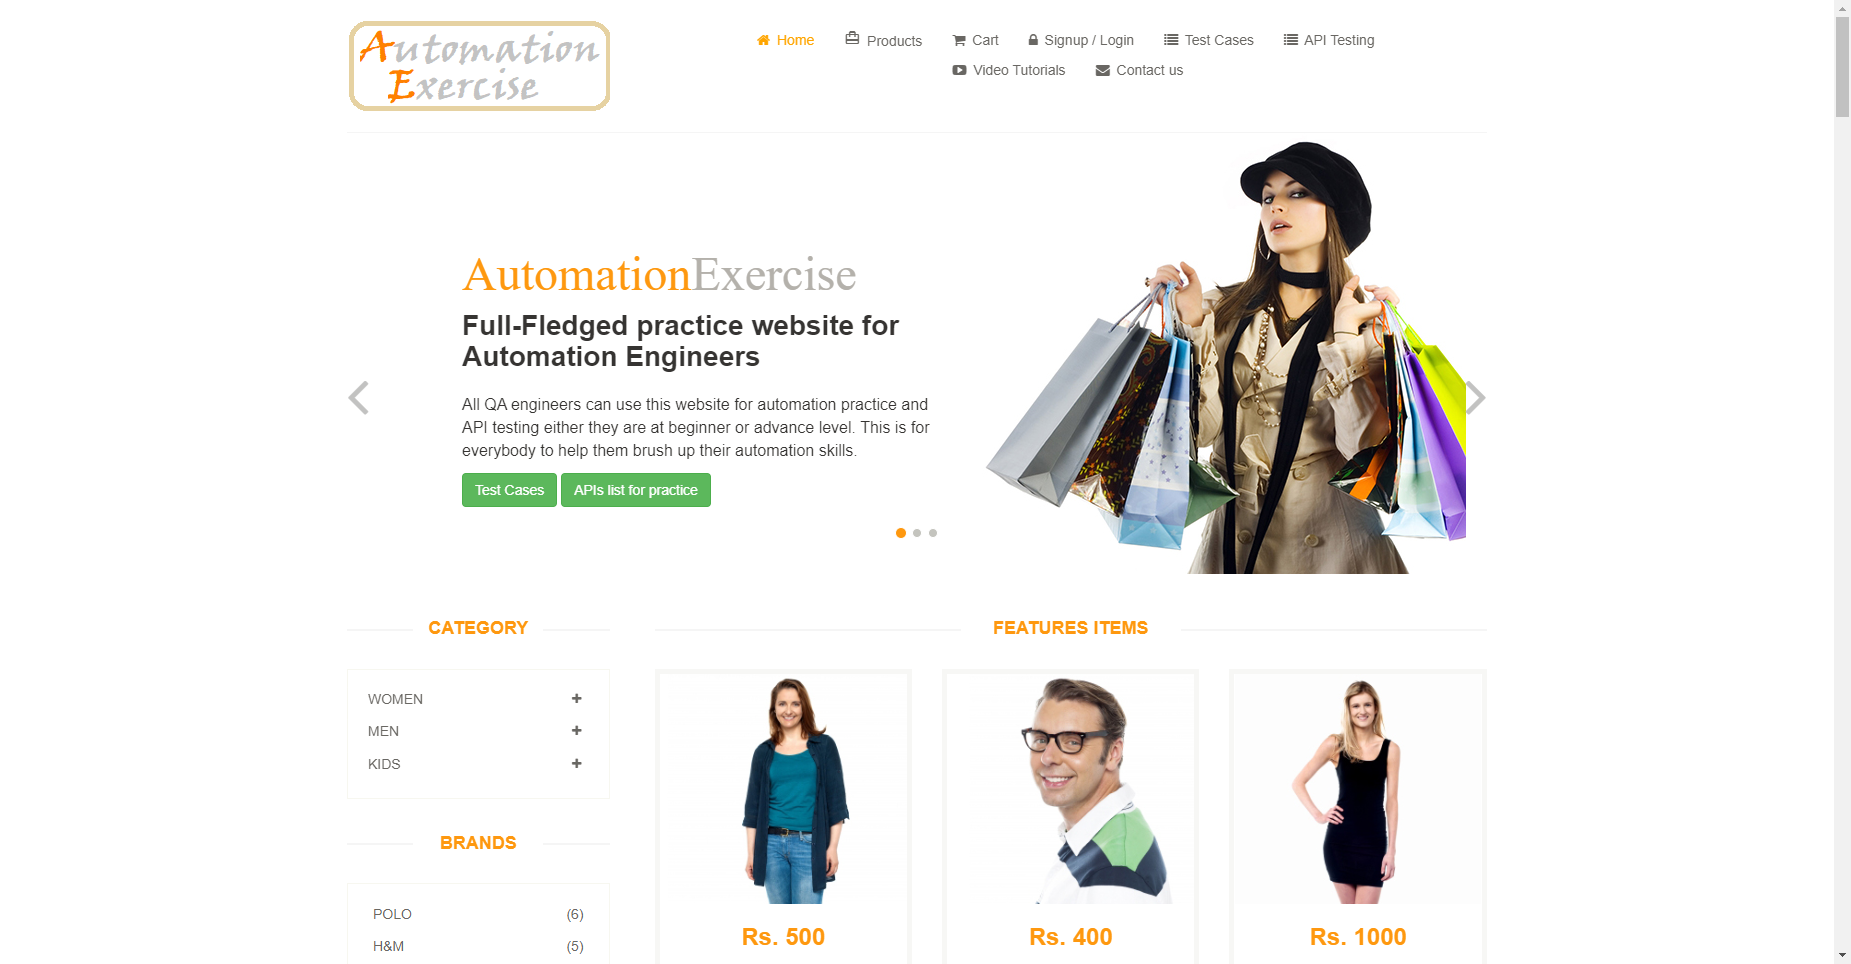 Automation
Exercise
Home Products Cart Signup / Login Test Cases API Testing
Video Tutorials Contact us
AutomationExercise
Full-Fledged practice website for
Automation Engineers
All QA engineers can use this website for automation practice and
API testing either they are at beginner or advance level. This is for
everybody to help them brush up their automation skills.
Test Cases APIs list for practice
CATEGORY
WOMEN
MEN
KIDS
BRANDS
POLO (6)
H&M (5)
FEATURES ITEMS
Rs. 500 Rs. 400 Rs. 1000